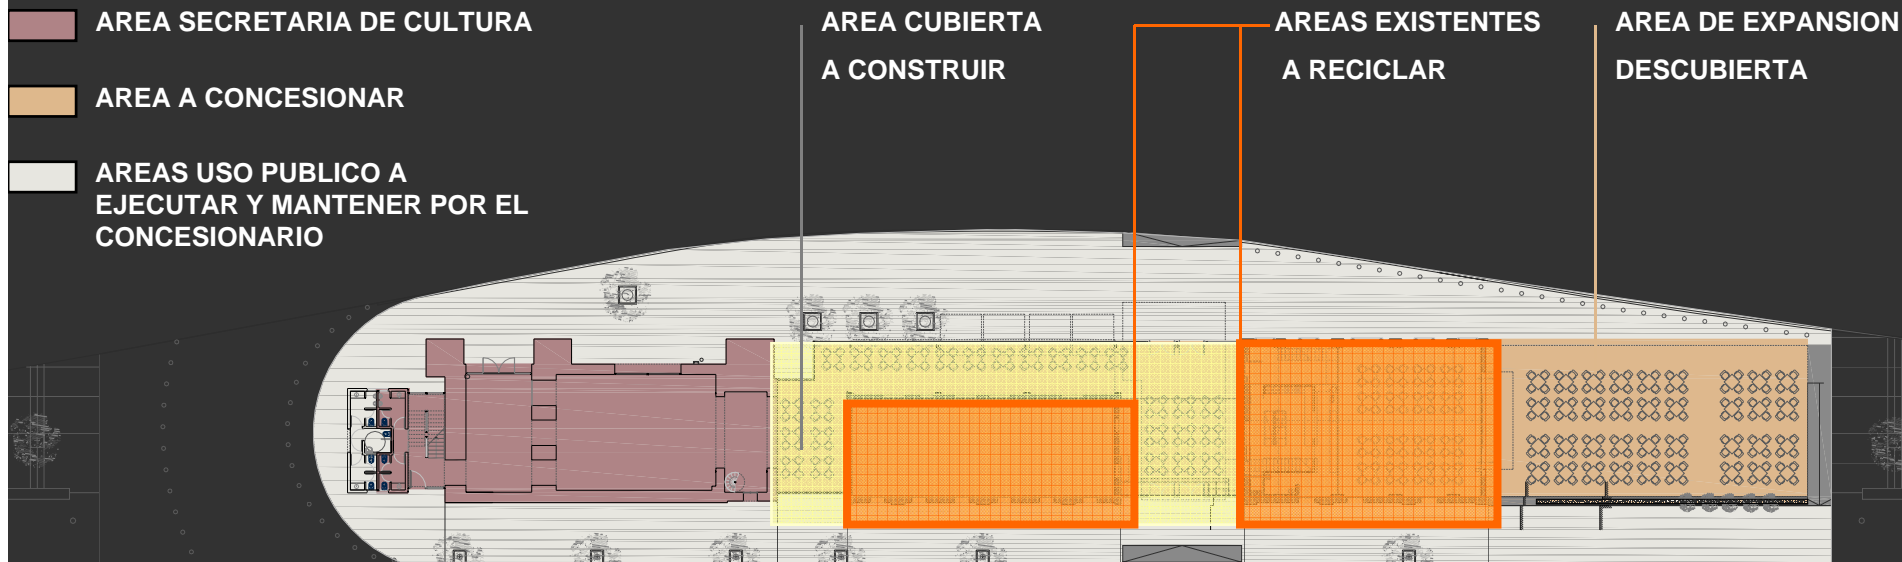 AREA SECRETARIA DE CULTURA
AREA A CONCESIONAR
AREAS USO PUBLICO A
EJECUTAR Y MANTENER POR EL
CONCESIONARIO
AREA CUBIERTA
A CONSTRUIR
AREAS EXISTENTES
A RECICLAR
AREA DE EXPANSION
DESCUBIERTA